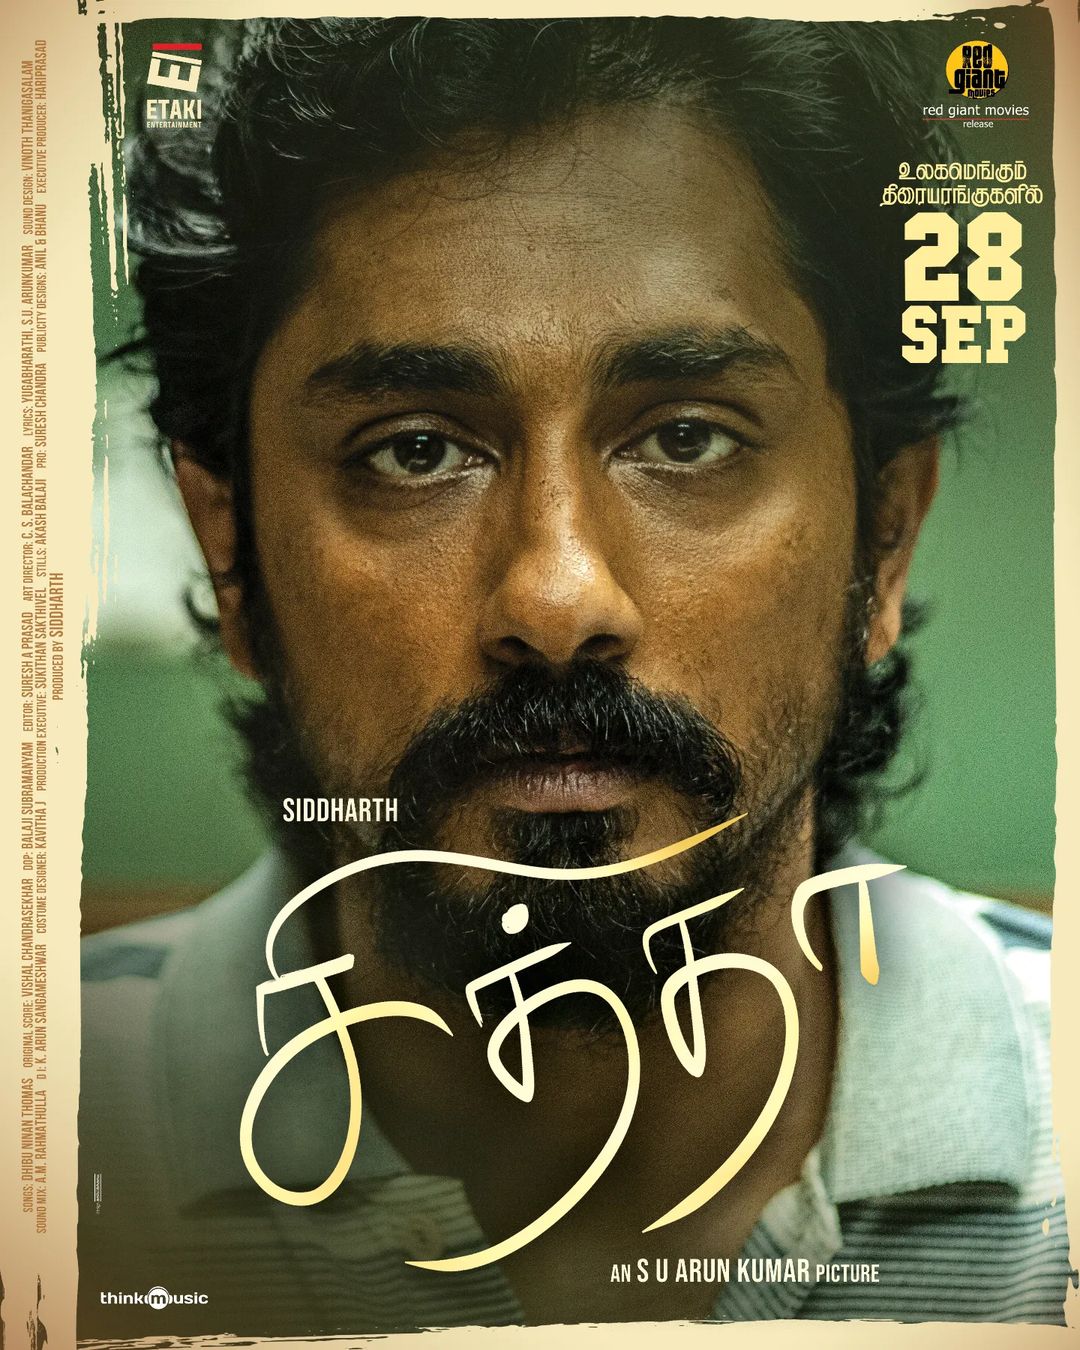 ETAKI
ENTERTAINMENT
Red
giant
movies
red giant movies
release
உலகமெங்கும்
திரையரங்குகளில்
28
SEP
SIDDHARTH
சித்தா
AN S U ARUN KUMAR PICTURE
think music
SONGS: DHIBU NINAN THOMAS ORIGINAL SCORE: VISHAL CHANDRASEKHAR DOP: BALAJI SUBRAMANYAM EDITOR: SURESH A PRASAD ART DIRECTOR: C. S. BALACHANDAR LYRICS: YUGABHARATHI, S.U. ARUNKUMAR SOUND DESIGN: VINOTH THANIGASALAM
SOUND MIX: A.M. RAHMATHULLA D I: K. ARUN SANGAMESHWAR COSTUME DESIGNER: KAVITHA J PRODUCTION EXECUTIVE: SUKITHAN SAKTHIVEL STILLS: AKASH BALAJI PRO: SURESH CHANDRA PUBLICITY DESIGNS: ANIL & BHANU EXECUTIVE PRODUCER: HARIPRASAD
PRODUCED BY SIDDHARTH